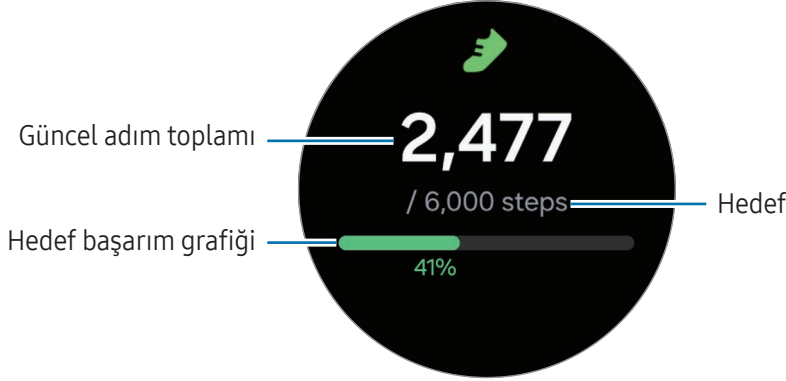 Güncel adım toplamı
2,477
/ 6,000 steps
Hedef
Hedef başarım grafiği
41%